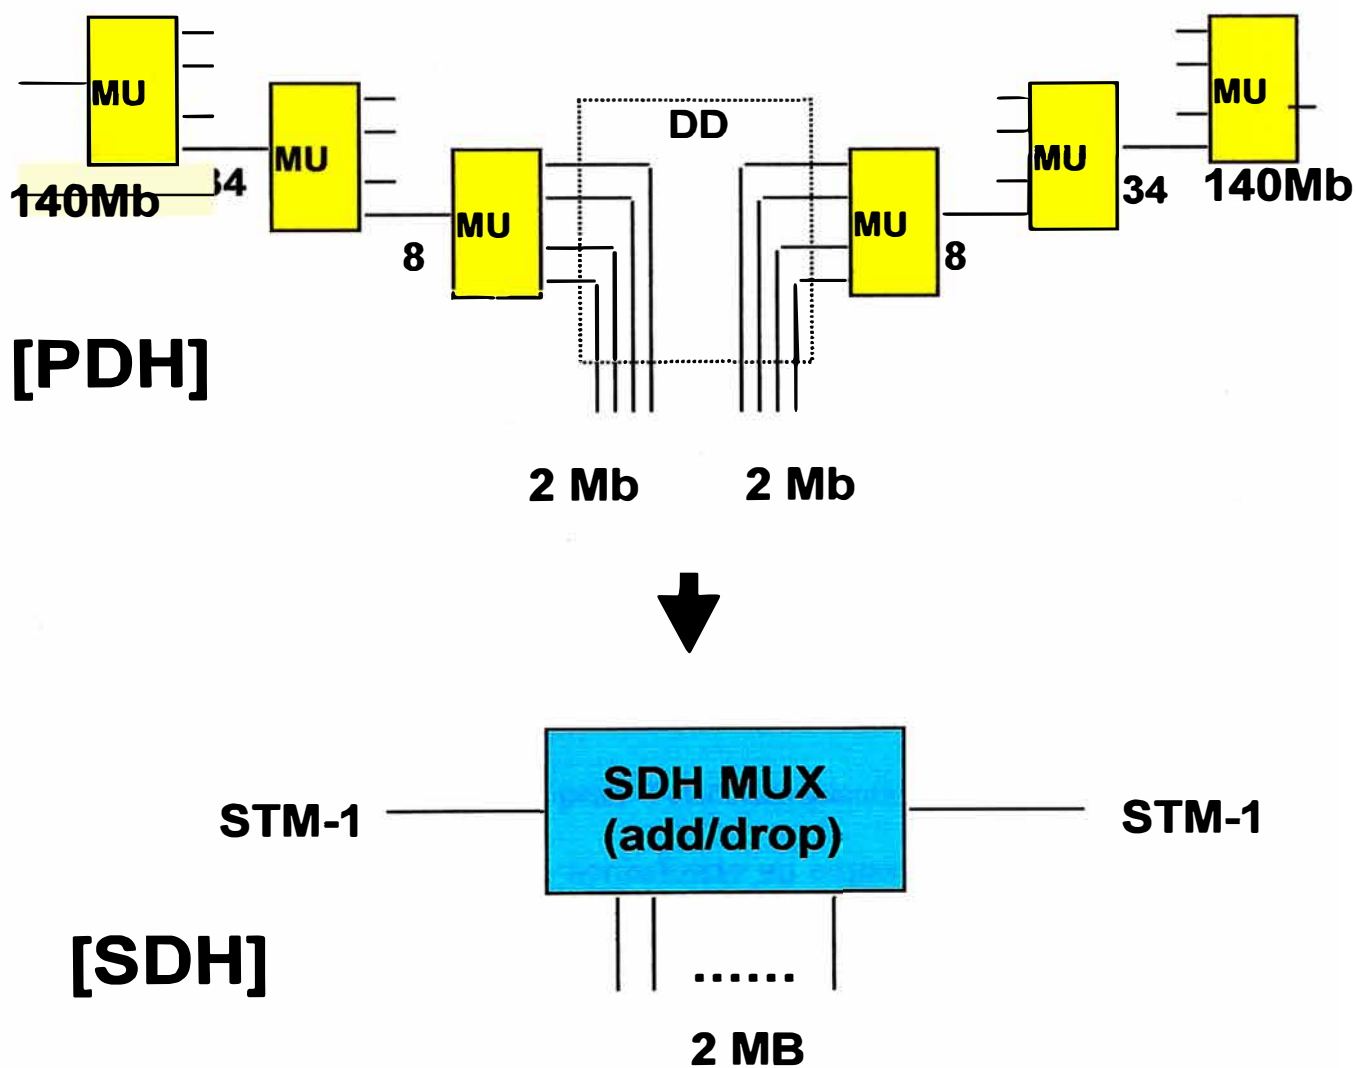 MU
MU
DD
MU
MU
MU
MU
140Mb
34
8
8
34
140Mb
[PDH]
2 Mb
2 Mb
SDH MUX
(add/drop)
STM-1
STM-1
[SDH]
......
2 MB